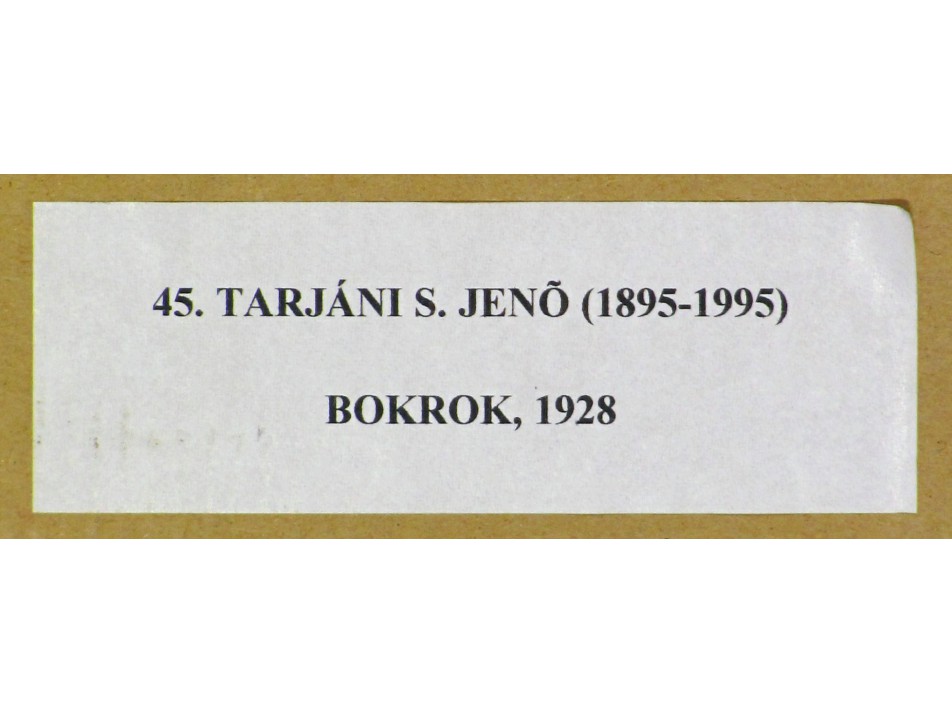 45. TARJÁNI S. JENÕ (1895-1995)
BOKROK, 1928